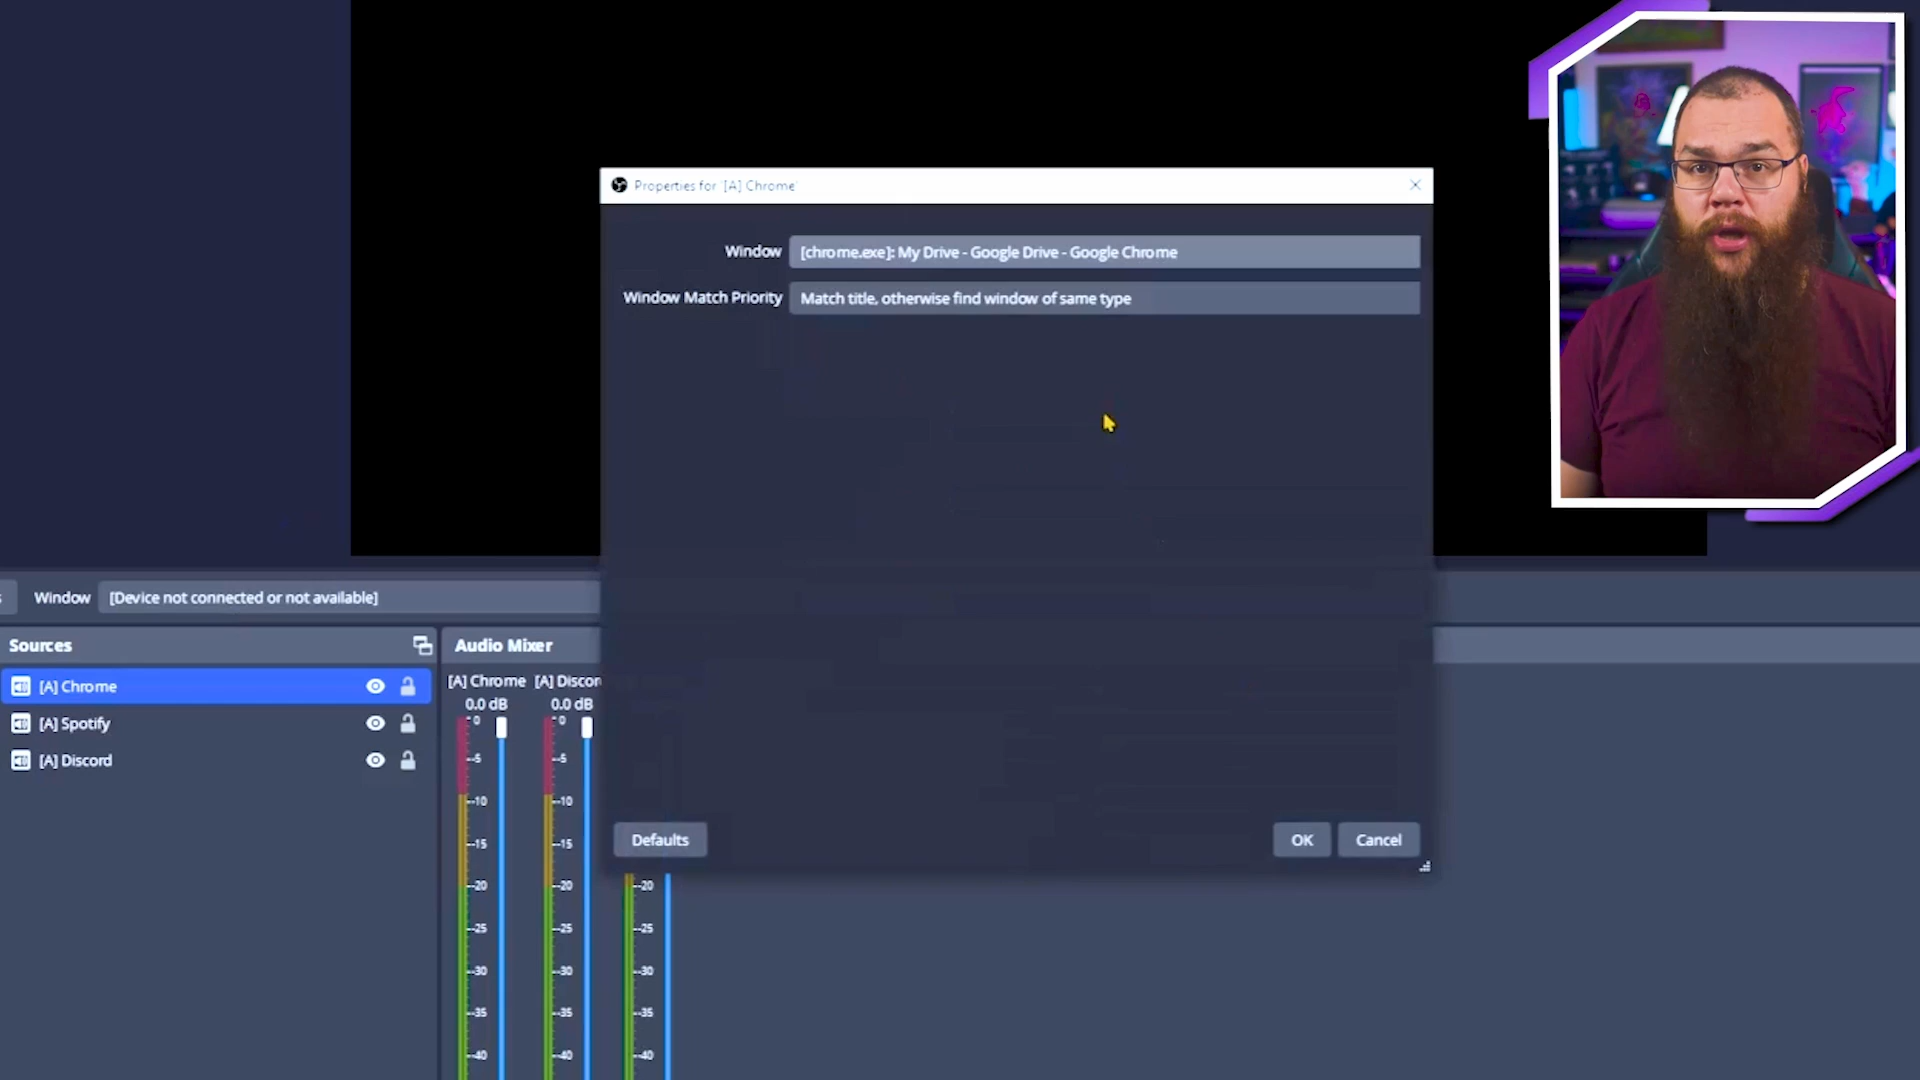 Properties for '[A] Chrome'
Window [chrome.exe]: My Drive - Google Drive - Google Chrome
Window Match Priority Match title, otherwise find window of same type
Window [Device not connected or not available]
Sources
Audio Mixer
[A] Chrome
[A] Spotify
[A] Discord
[A] Chrome [A] Discor
0.0 dB 0.0 dB
0 0
-5 -5
-10 -10
-15 -15
-20 -20 -20
-25 -25 -25
-30 -30 -30
-35 -35 -35
-40 -40 -40
Defaults OK Cancel